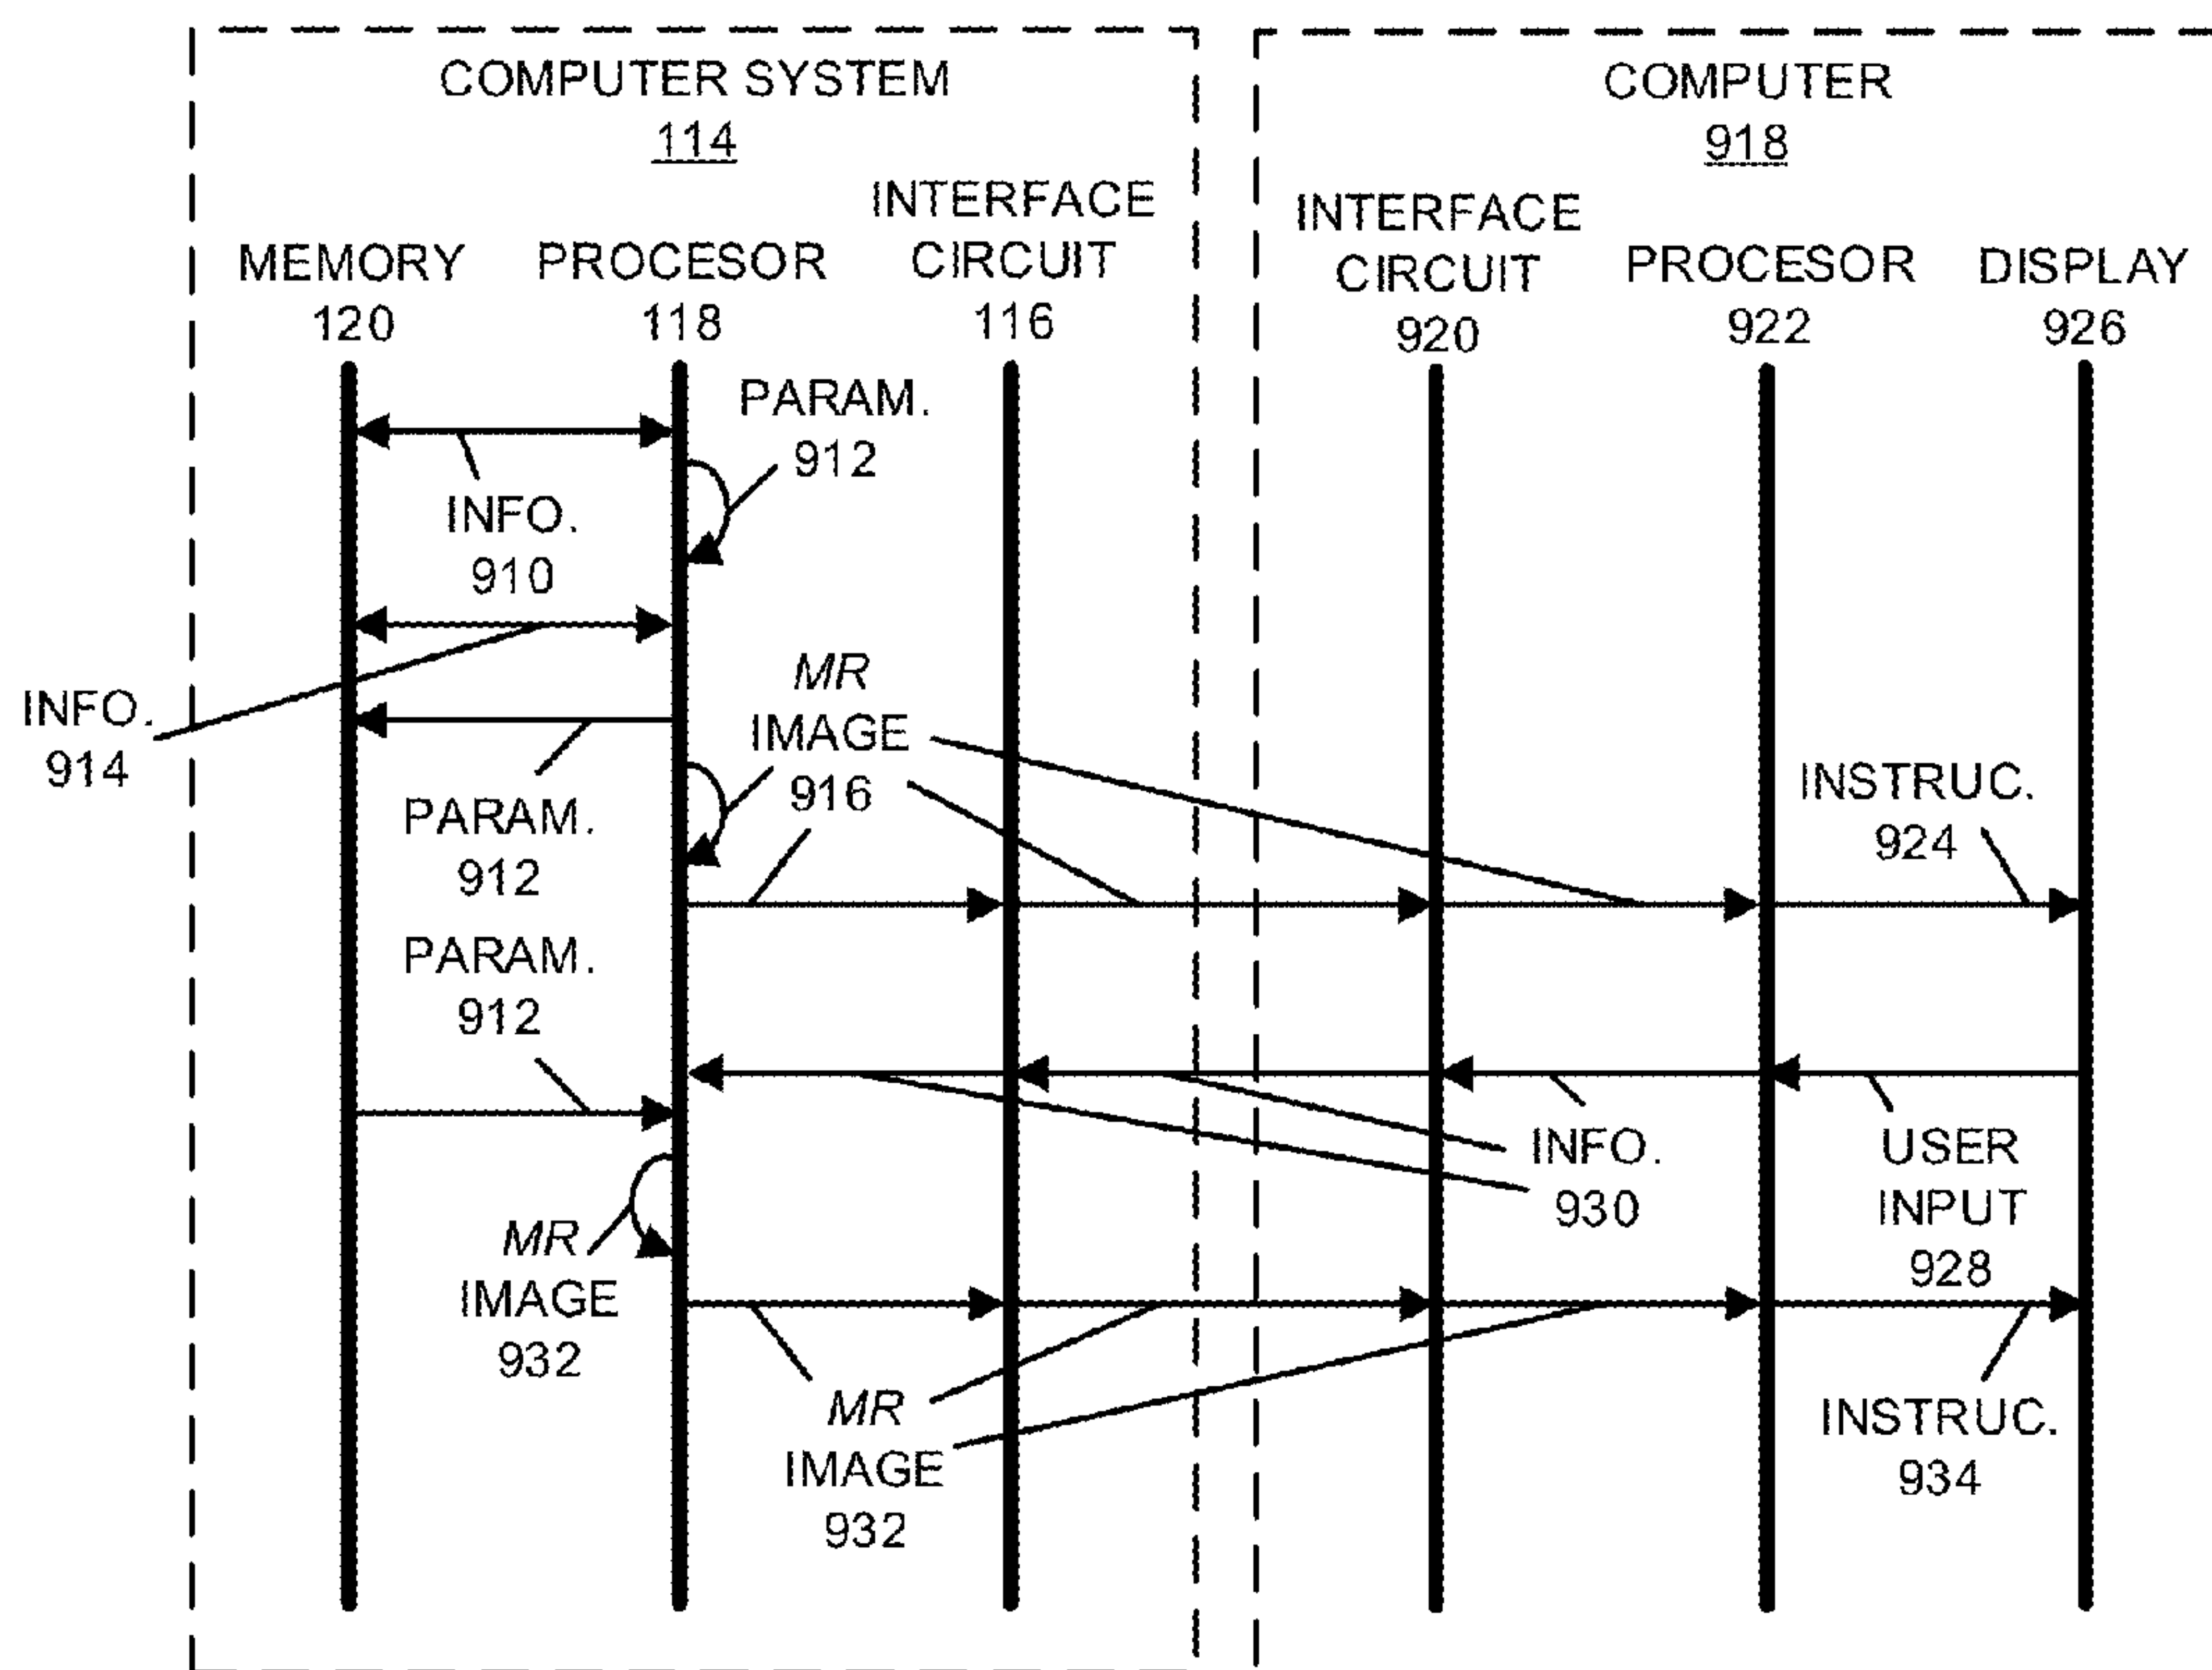 COMPUTER SYSTEM
114
COMPUTER
918
MEMORY
120
PROCESOR
118
INTERFACE
CIRCUIT
116
INTERFACE
CIRCUIT
920
PROCESOR
922
DISPLAY
926
PARAM.
912
INFO.
910
INFO.
914
MR
IMAGE
916
PARAM.
912
INSTRUC.
924
PARAM.
912
INFO.
930
USER
INPUT
928
MR
IMAGE
932
MR
IMAGE
932
INSTRUC.
934